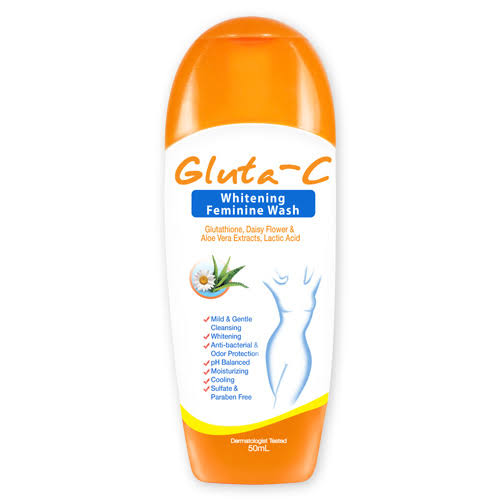 Gluta-C
Whitening
Feminine Wash
Glutathione, Daisy Flower &
Aloe Vera Extracts, Lactic Acid
Mild & Gentle
Cleansing
Whitening
Anti-bacterial &
Odor Protection
pH Balanced
Moisturizing
Cooling
Sulfate &
Paraben Free
Dermatologist Tested
50mL